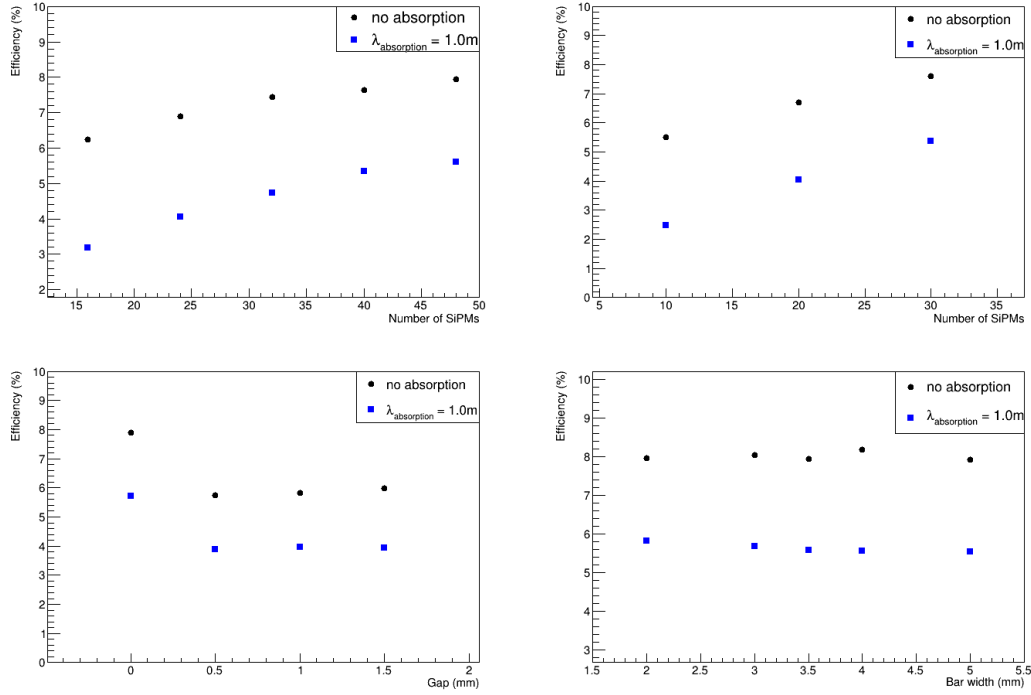 Efficiency (%)
10
9
8
7
6
5
4
3
2
no absorption
λabsorption = 1.0m
15 20 25 30 35 40 45 50
Number of SiPMs
Efficiency (%)
10
9
8
7
6
5
4
3
2
1
0
no absorption
λabsorption = 1.0m
5 10 15 20 25 30 35
Number of SiPMs
Efficiency (%)
10
9
8
7
6
5
4
3
2
1
0
no absorption
λabsorption = 1.0m
0 0.5 1 1.5 2
Gap (mm)
Efficiency (%)
10
9
8
7
6
5
4
3
no absorption
λabsorption = 1.0m
1.5 2 2.5 3 3.5 4 4.5 5 5.5
Bar width (mm)